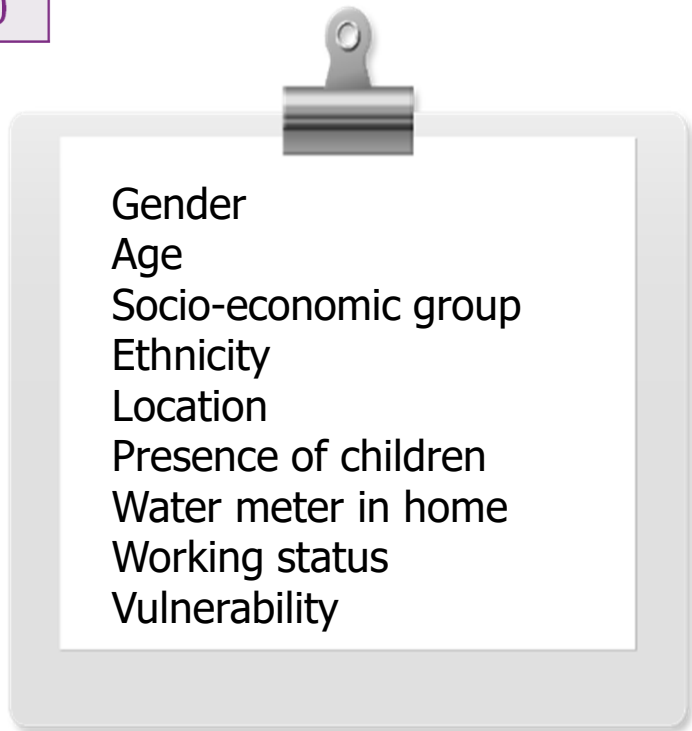 Gender
Age
Socio-economic group
Ethnicity
Location
Presence of children
Water meter in home
Working status
Vulnerability